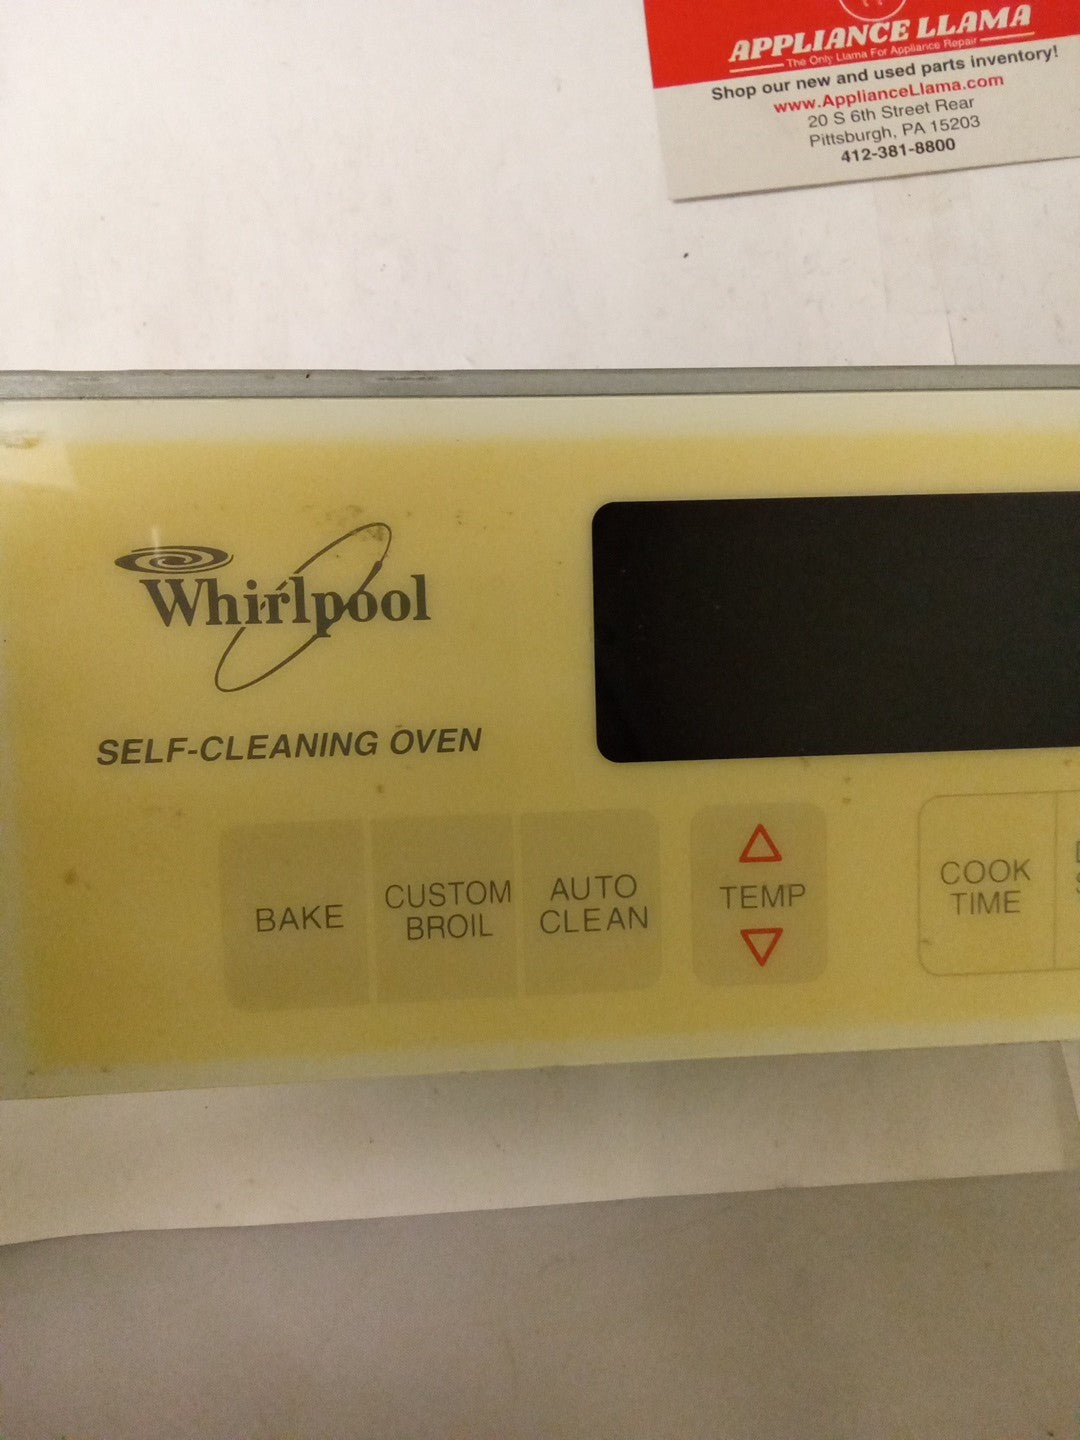 APPLIANCE LLAMA
The Only Llama For Appliance Repair
Shop our new and used parts inventory!
www.ApplianceLlama.com
20 S 6th Street Rear
Pittsburgh, PA 15203
412-381-8800
Whirlpool
SELF-CLEANING OVEN
BAKE
CUSTOM
BROIL
AUTO
CLEAN
TEMP
COOK
TIME